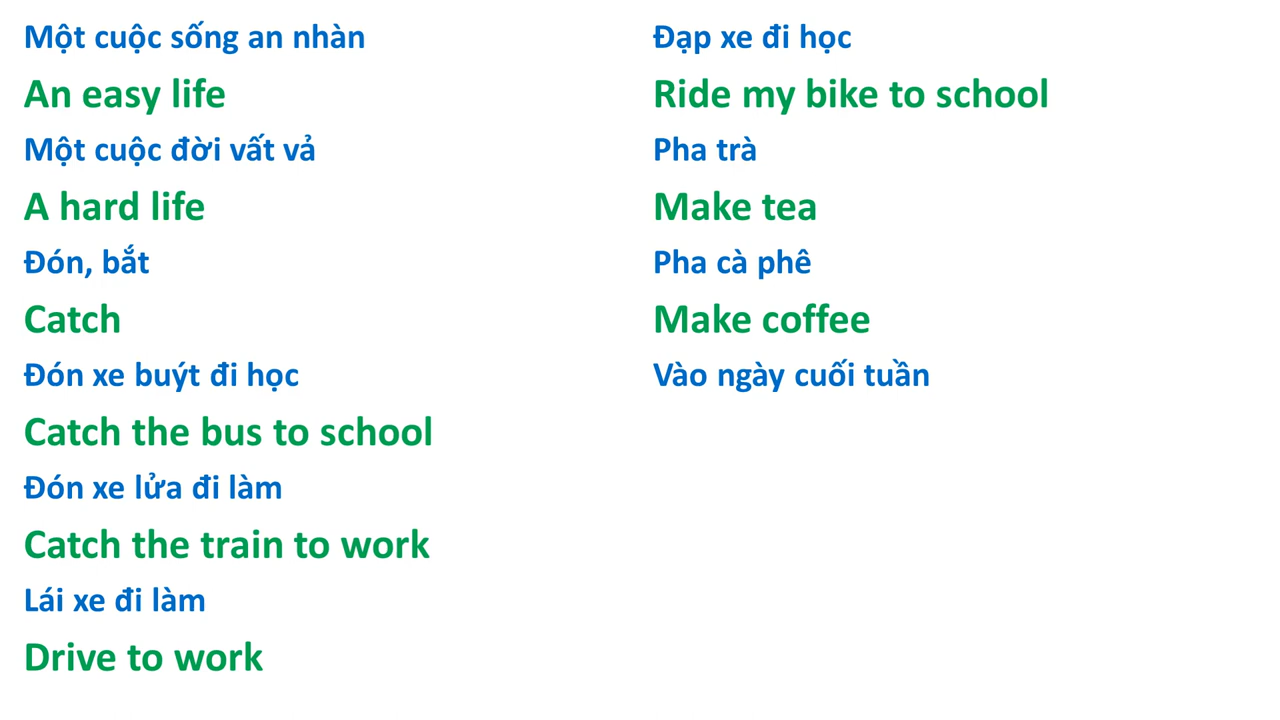 Một cuộc sống an nhàn
An easy life
Một cuộc đời vất vả
A hard life
Đón, bắt
Catch
Đón xe buýt đi học
Catch the bus to school
Đón xe lửa đi làm
Catch the train to work
Lái xe đi làm
Drive to work
Đạp xe đi học
Ride my bike to school
Pha trà
Make tea
Pha cà phê
Make coffee
Vào ngày cuối tuần